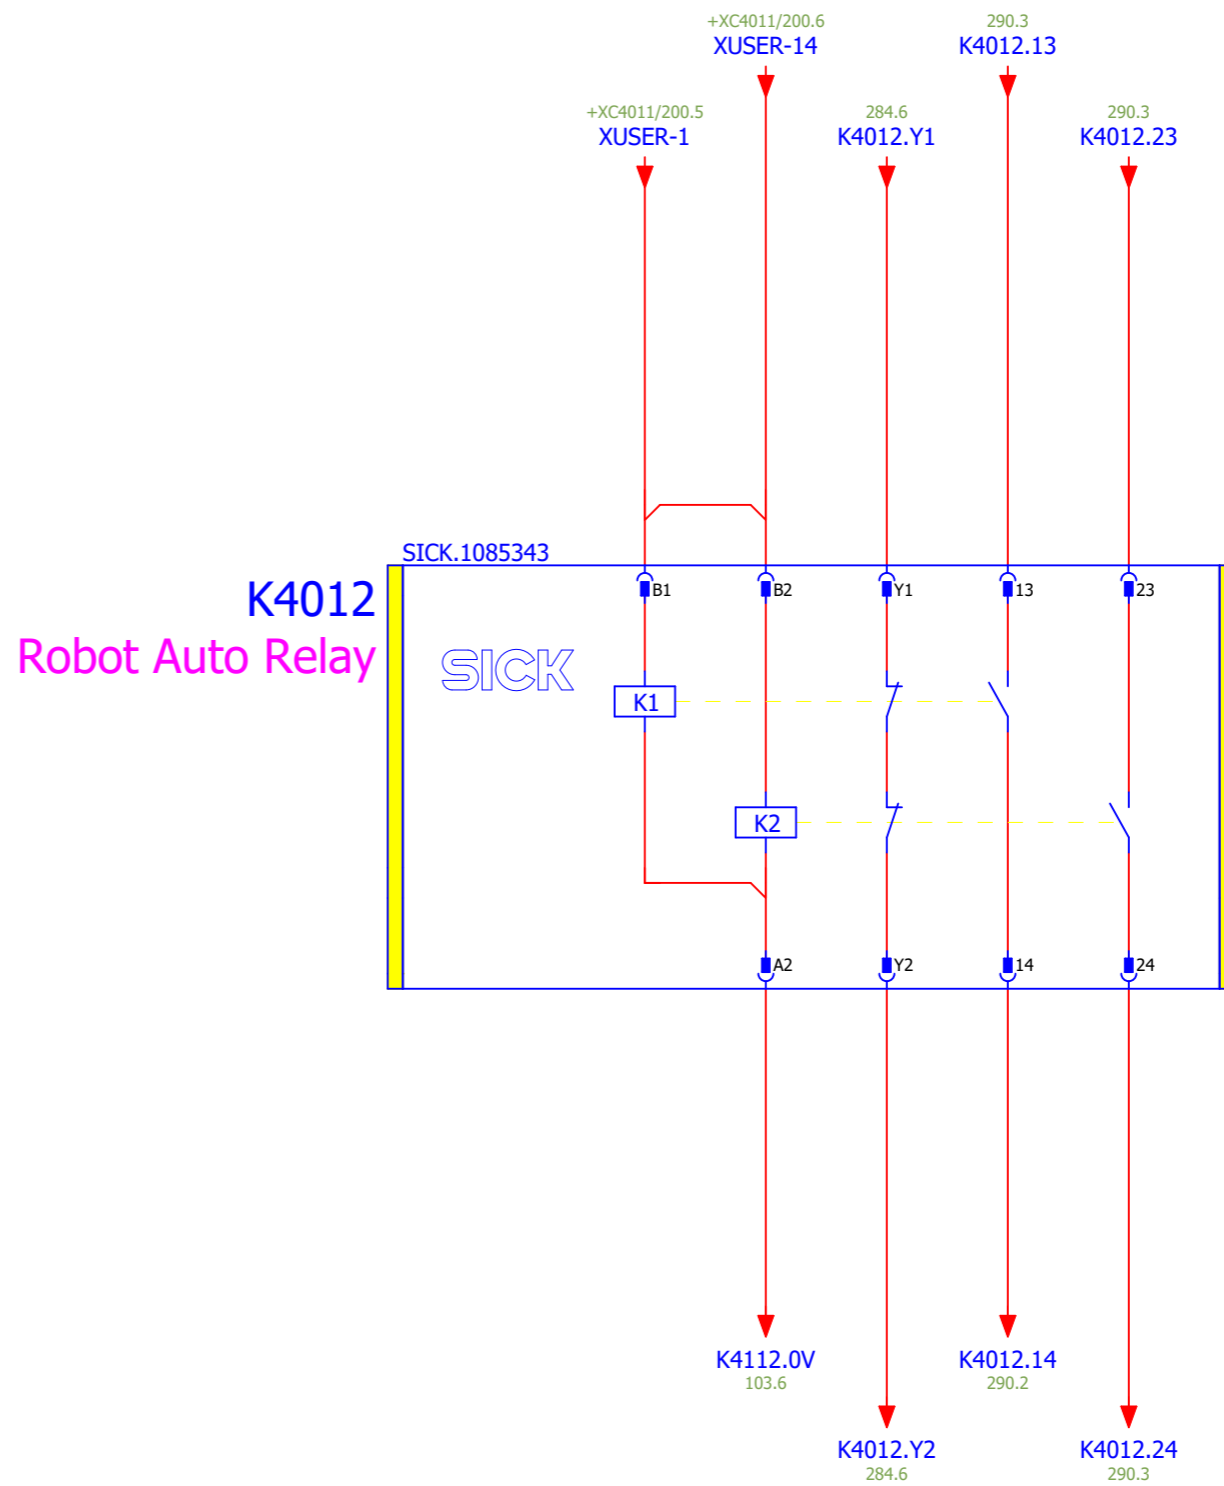 +XC4011/200.6
XUSER-14
290.3
K4012.13
+XC4011/200.5
XUSER-1
284.6
K4012.Y1
290.3
K4012.23
SICK.1085343
K4012
Robot Auto Relay
SICK
B1
B2
Y1
13
23
K1
K2
A2
Y2
14
24
K4112.0V
103.6
K4012.14
290.2
K4012.Y2
284.6
K4012.24
290.3